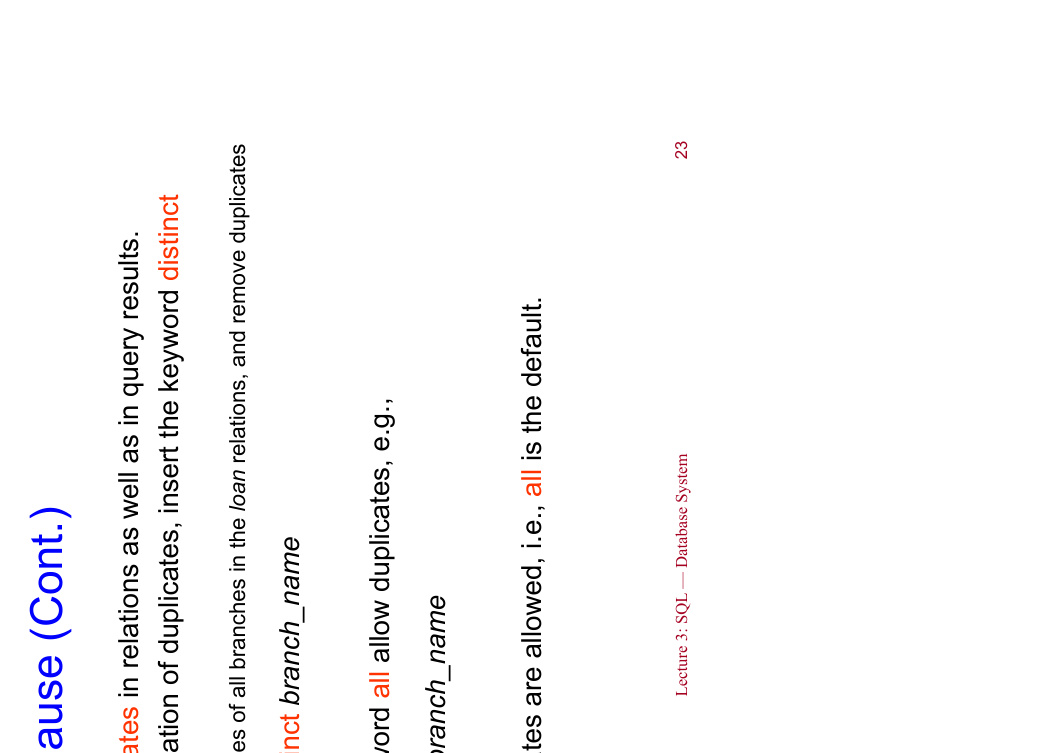 ause (Cont.)
ates in relations as well as in query results.
ation of duplicates, insert the keyword distinct
es of all branches in the loan relations, and remove duplicates
inct branch_name
word all allow duplicates, e.g.,
branch_name
tes are allowed, i.e., all is the default.
Lecture 3: SQL — Database System 23